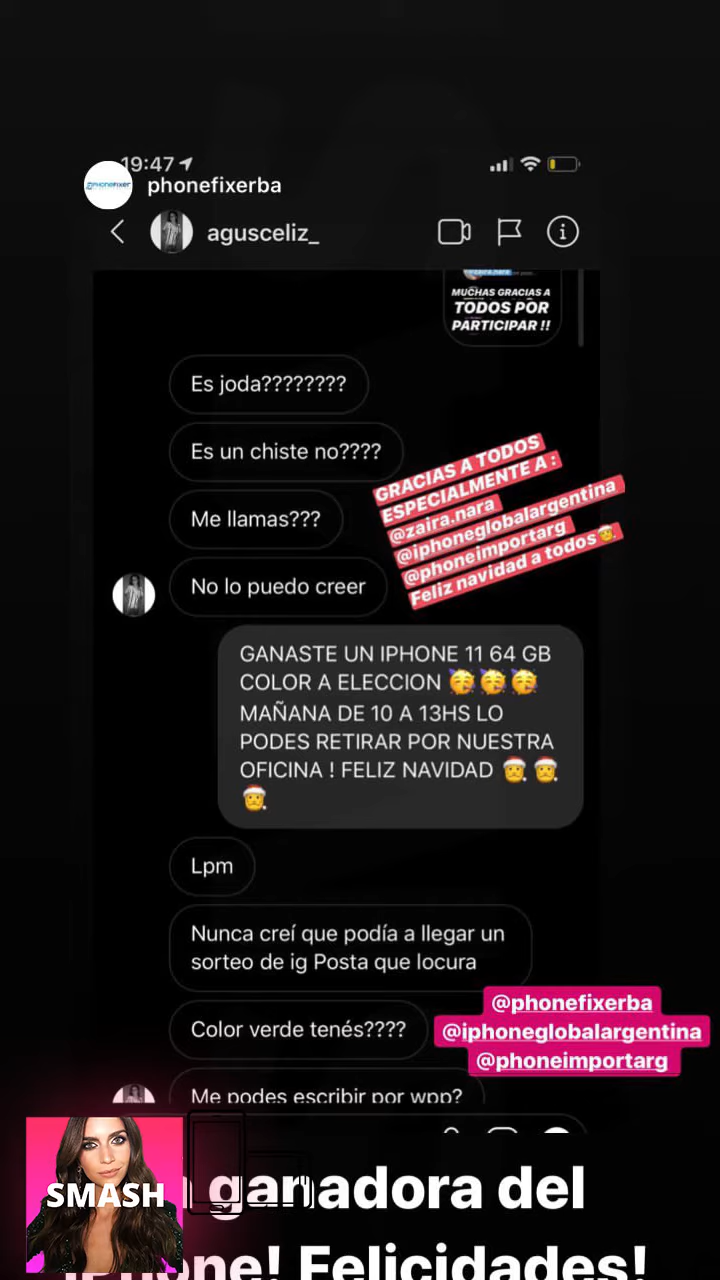 19:47
phonefixerba
agusceliz_
MUCHAS GRACIAS A
TODOS POR
PARTICIPAR !!
Es joda????????
Es un chiste no????
Me llamas???
No lo puedo creer
GRACIAS A TODOS
ESPECIALMENTE A :
@zaira.nara
@iphoneglobalargentina
@phoneimportarg
Feliz navidad a todos🎅
GANASTE UN IPHONE 11 64 GB
COLOR A ELECCION 🥳🥳🥳
MAÑANA DE 10 A 13HS LO
PODES RETIRAR POR NUESTRA
OFICINA ! FELIZ NAVIDAD 🎅🎅
🎅
Lpm
Nunca creí que podía a llegar un
sorteo de ig Posta que locura
Color verde tenés????
@phonefixerba
@iphoneglobalargentina
@phoneimportarg
Me podes escribir por wpp?
SMASH
ganadora del
iPhone! Felicidades!